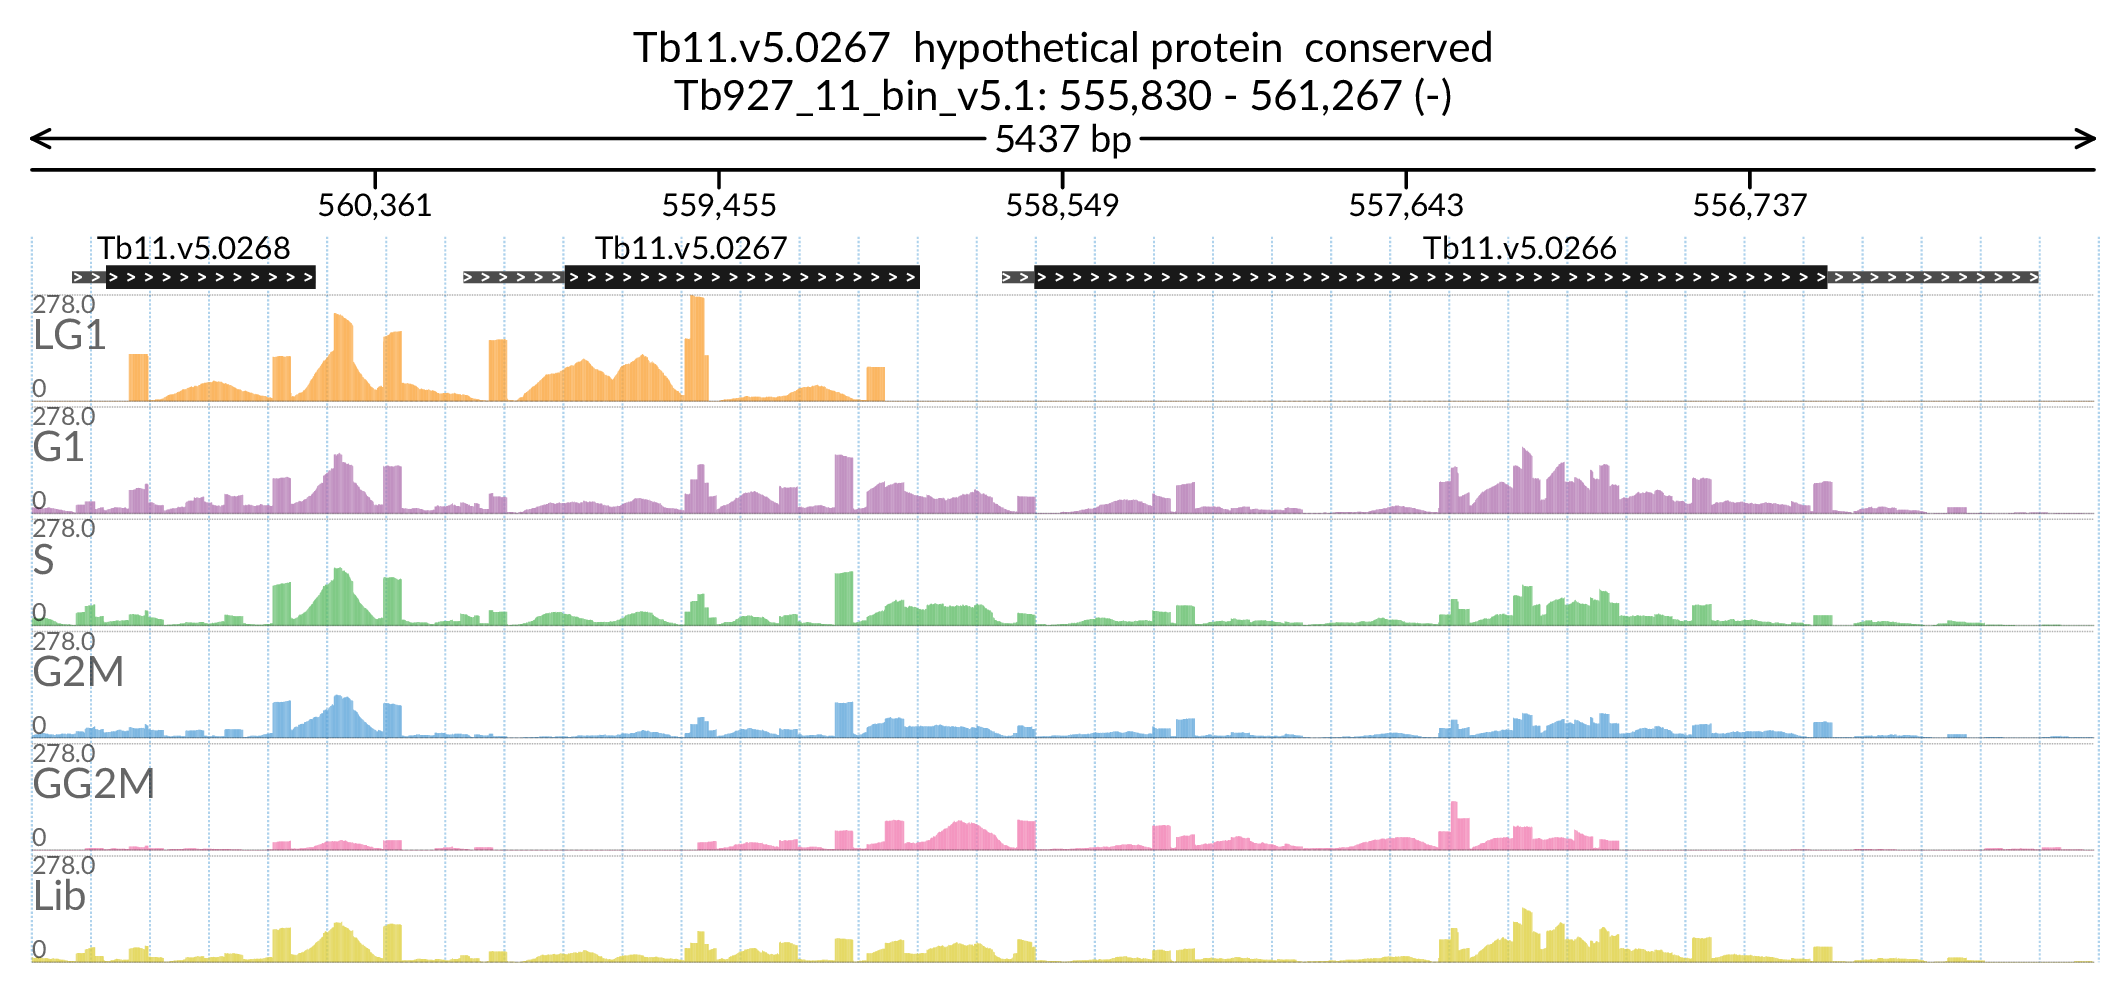 Tb11.v5.0267 hypothetical protein conserved
Tb927_11_bin_v5.1: 555,830 - 561,267 (-)
5437 bp
560,361 559,455 558,549 557,643 556,737
Tb11.v5.0268 Tb11.v5.0267 Tb11.v5.0266
278.0
LG1
0
278.0
G1
0
278.0
S
0
278.0
G2M
0
278.0
GG2M
0
278.0
Lib
0